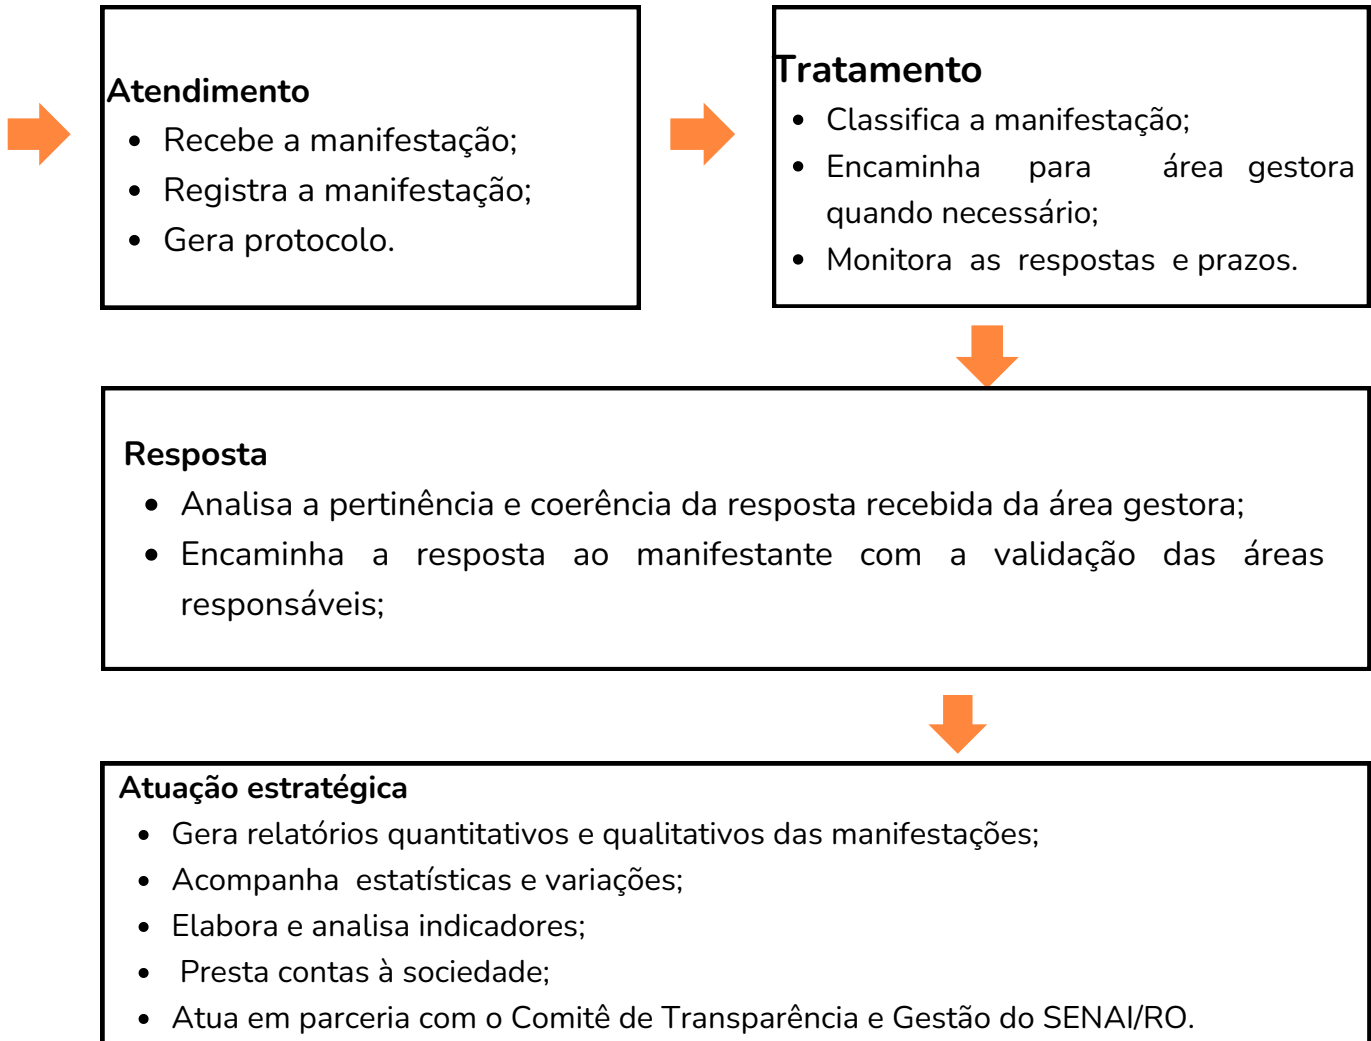 Atendimento
• Recebe a manifestação;
• Registra a manifestação;
• Gera protocolo.
Tratamento
• Classifica a manifestação;
• Encaminha para área gestora
quando necessário;
• Monitora as respostas e prazos.
Resposta
• Analisa a pertinência e coerência da resposta recebida da área gestora;
• Encaminha a resposta ao manifestante com a validação das áreas
responsáveis;
Atuação estratégica
• Gera relatórios quantitativos e qualitativos das manifestações;
• Acompanha estatísticas e variações;
• Elabora e analisa indicadores;
• Presta contas à sociedade;
• Atua em parceria com o Comitê de Transparência e Gestão do SENAI/RO.